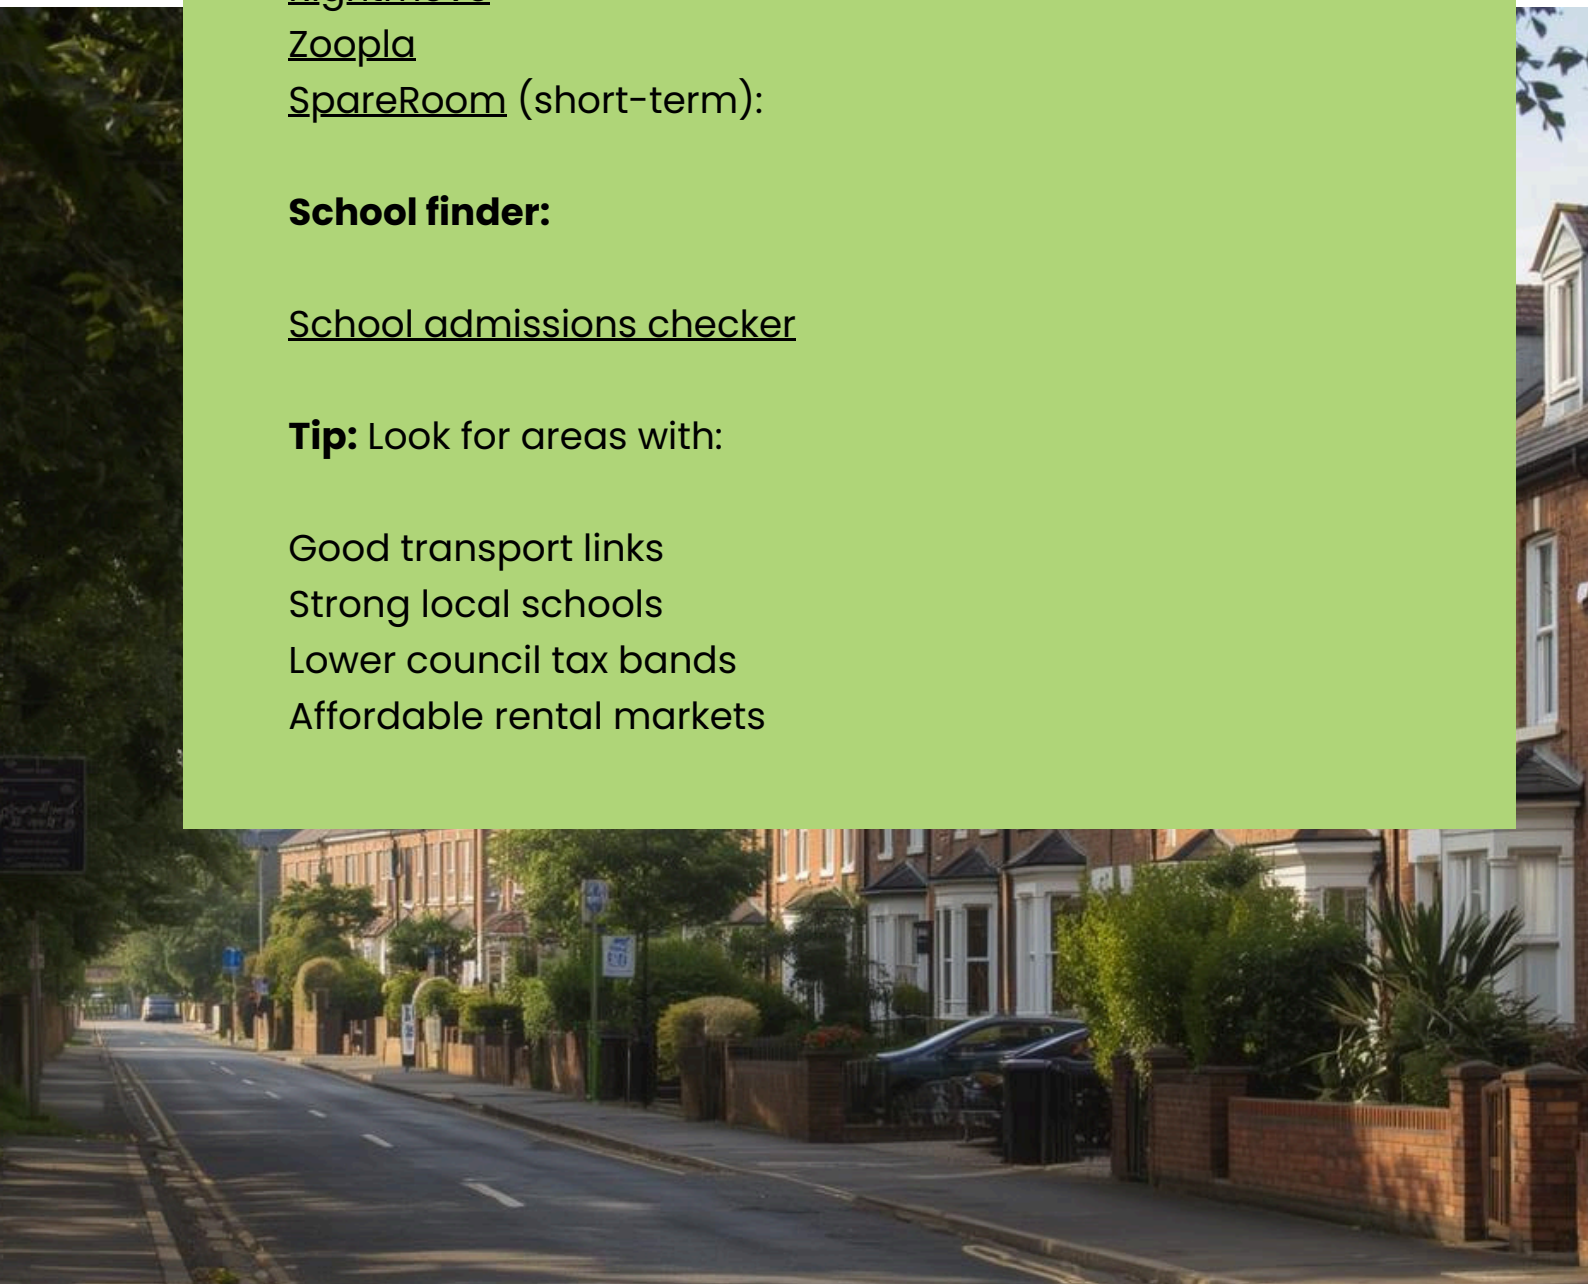 Rightmove
Zoopla
SpareRoom (short-term):
School finder:
School admissions checker
Tip: Look for areas with:
Good transport links
Strong local schools
Lower council tax bands
Affordable rental markets